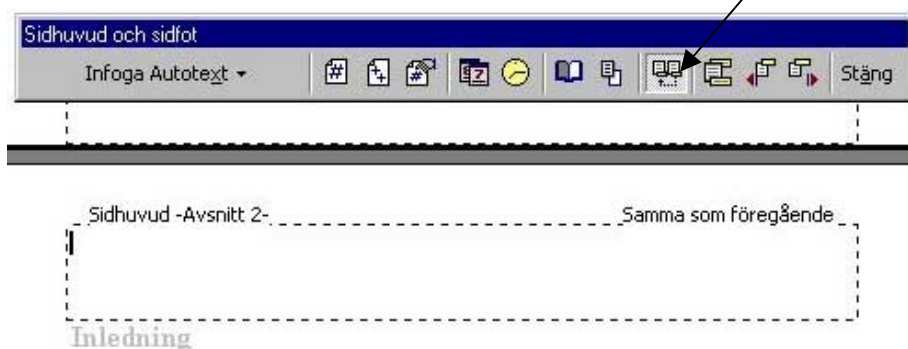 Sidhuvud och sidfot
Infoga Autotext Stäng
Sidhuvud -Avsnitt 2- Samma som föregående
Inledning